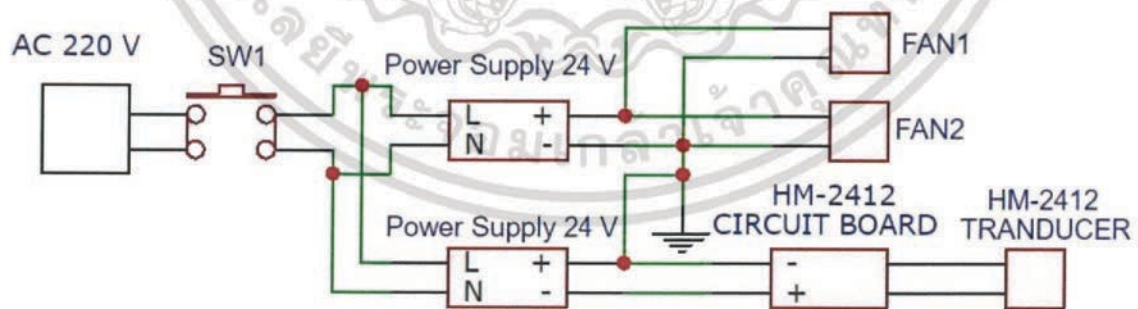 AC 220 V
SW1
Power Supply 24 V
L +
N -
FAN1
FAN2
Power Supply 24 V
L +
N -
HM-2412
CIRCUIT BOARD
-
+
HM-2412
TRANDUCER